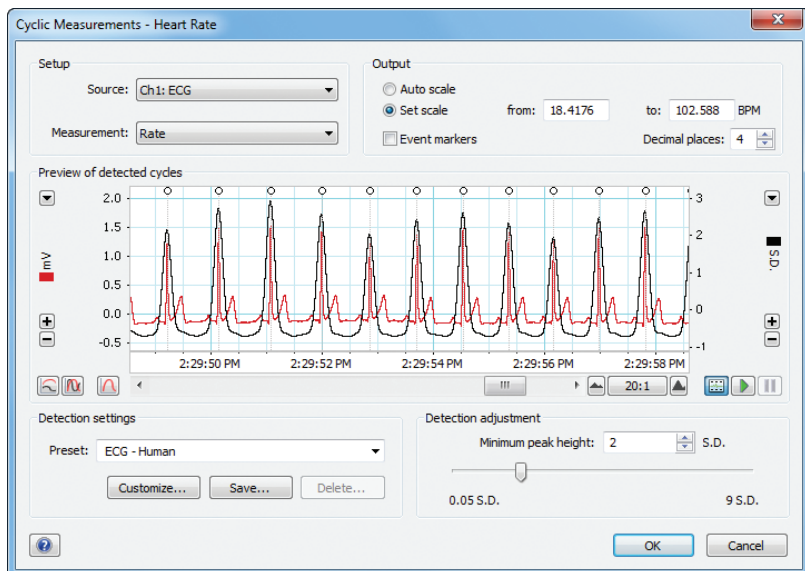 Cyclic Measurements - Heart Rate
Setup
Source: Ch1: ECG
Measurement: Rate
Output
Auto scale
Set scale from: 18.4176 to: 102.588 BPM
Event markers Decimal places: 4
Preview of detected cycles
2.0
1.5
1.0
0.5
0.0
-0.5
mV
3
2
1
0
-1
S.D.
2:29:50 PM 2:29:52 PM 2:29:54 PM 2:29:56 PM 2:29:58 PM
20:1
Detection settings
Preset: ECG - Human
Customize... Save... Delete...
Detection adjustment
Minimum peak height: 2 S.D.
0.05 S.D. 9 S.D.
OK Cancel